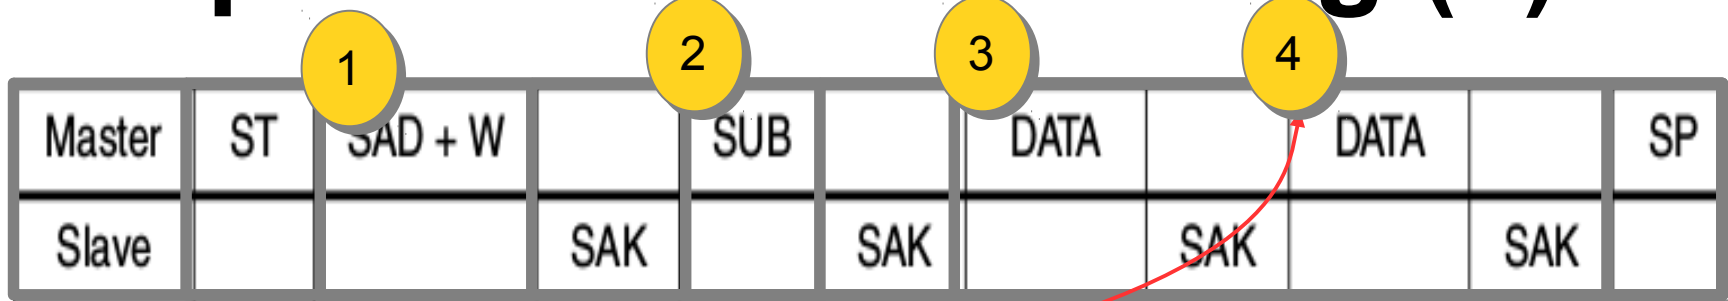 1 2 3 4
Master ST SAD + W SUB DATA DATA SP
Slave SAK SAK SAK SAK